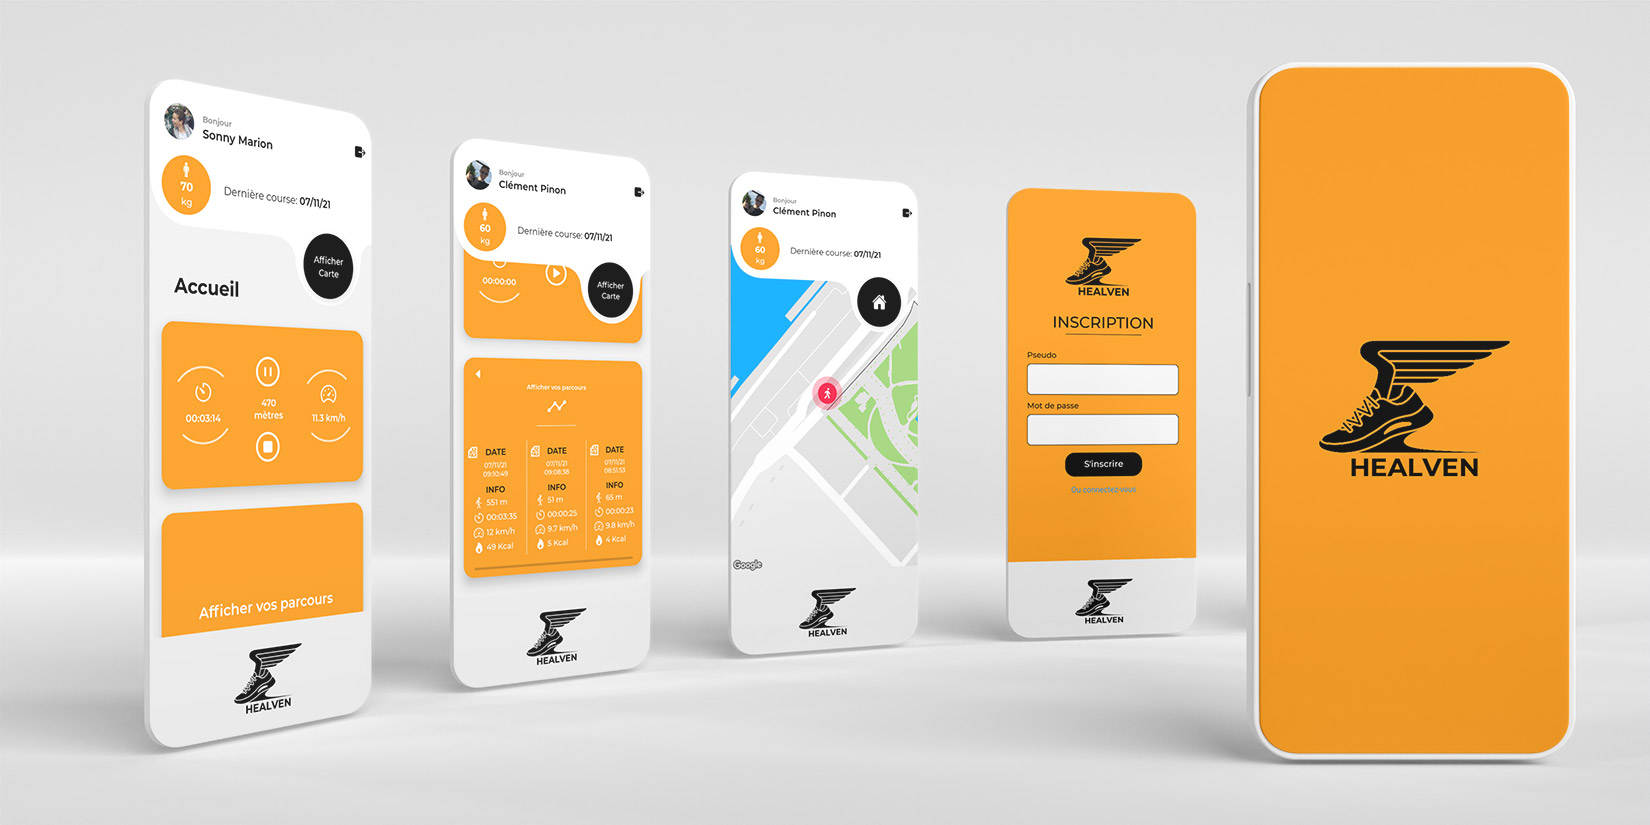 Bonjour
Sonny Marion
70
kg
Dernière course: 07/11/21
Afficher
Carte
Accueil
00:03:14
470
mètres
11.3 km/h
Afficher vos parcours
HEALVEN
Bonjour
Clément Pinon
60
kg
Dernière course: 07/11/21
Afficher
Carte
00:00:00
Afficher vos parcours
DATE
07/11/21
09:10:49
INFO
551 m
00:03:35
12 km/h
49 Kcal
DATE
07/11/21
09:08:38
INFO
51 m
00:00:25
9.7 km/h
5 Kcal
DATE
07/11/21
08:51:53
INFO
65 m
00:00:23
9.8 km/h
4 Kcal
HEALVEN
Bonjour
Clément Pinon
60
kg
Dernière course: 07/11/21
Google
HEALVEN
HEALVEN
INSCRIPTION
Pseudo
Mot de passe
S'inscrire
Ou connectez-vous
HEALVEN
HEALVEN